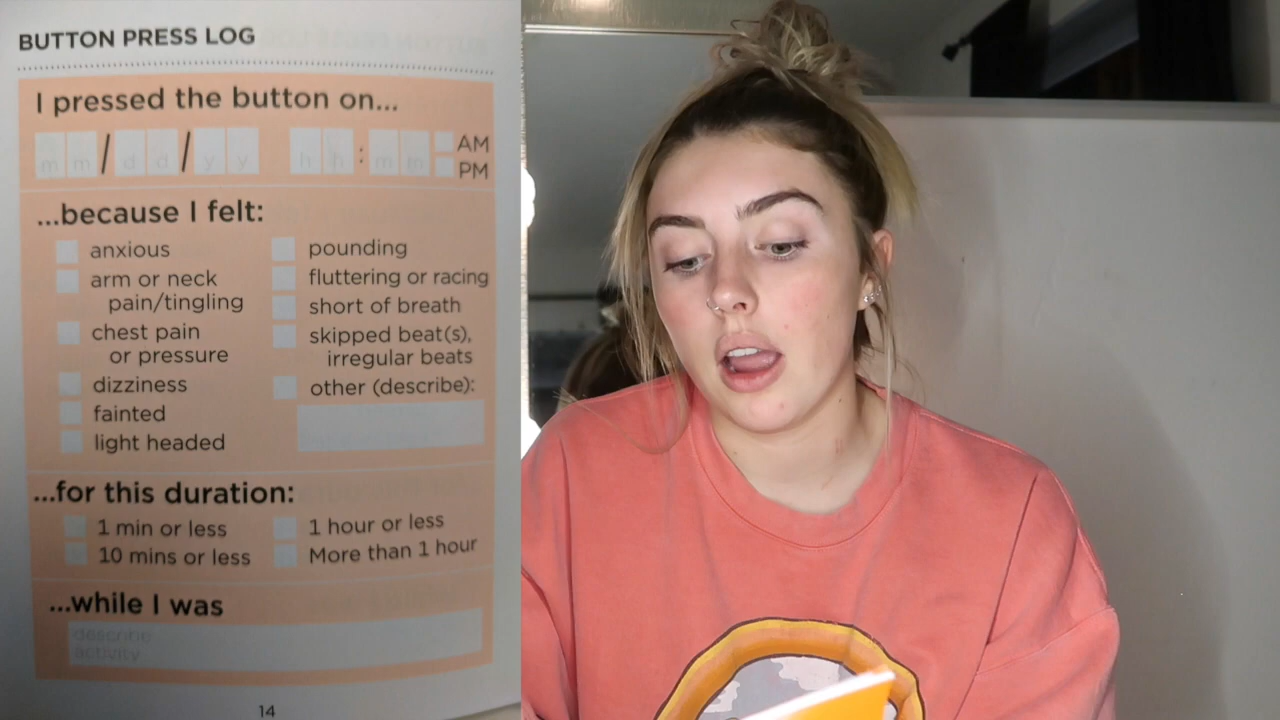 BUTTON PRESS LOG
I pressed the button on...
m m / d d / y y h h : m m AM
PM
...because I felt:
anxious
arm or neck
pain/tingling
chest pain
or pressure
dizziness
fainted
light headed
pounding
fluttering or racing
short of breath
skipped beat(s),
irregular beats
other (describe):
...for this duration:
1 min or less
10 mins or less
1 hour or less
More than 1 hour
...while I was
describe
activity
14